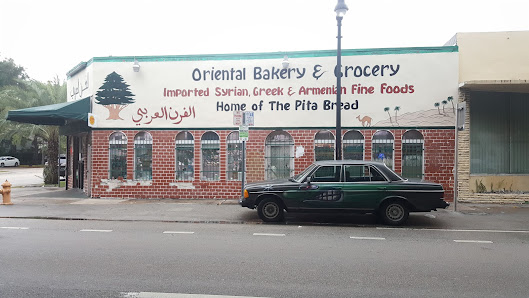 Oriental Bakery & Grocery
Imported Syrian, Greek & Armenian Fine Foods
Home of The Pita Bread
الفرن العربي